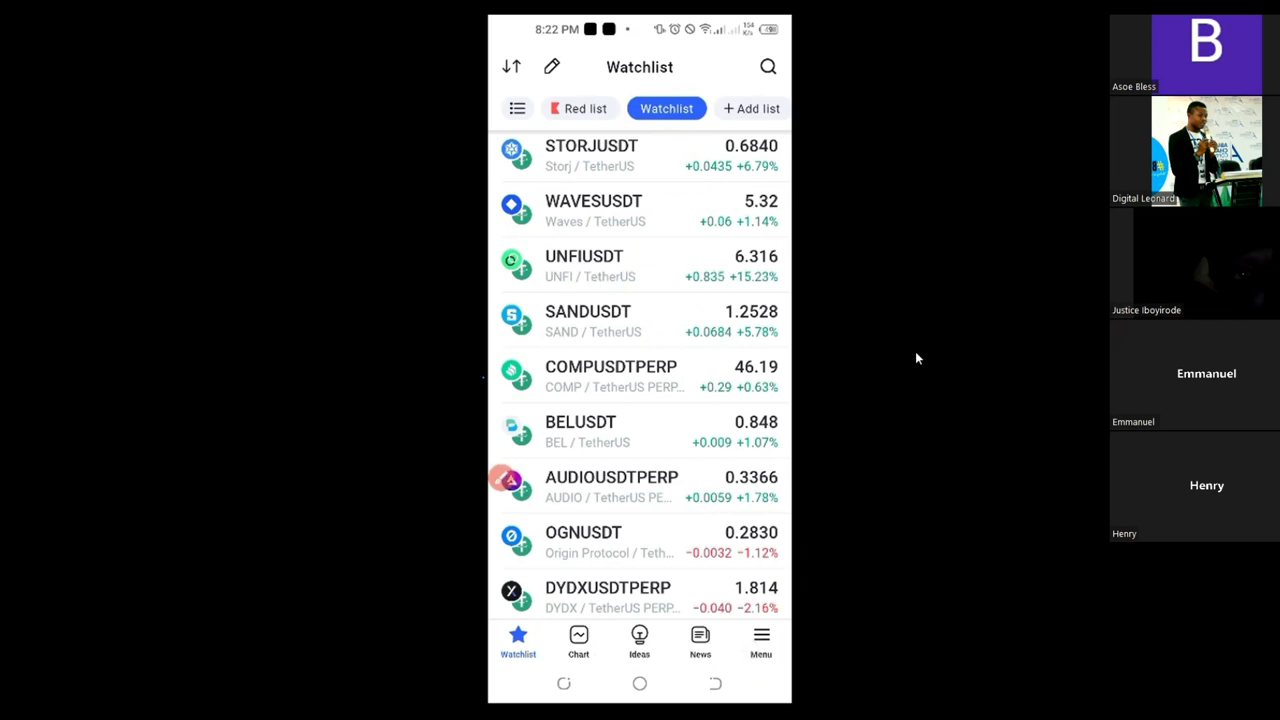 8:22 PM
154
K/s
Watchlist
Red list
Watchlist
+ Add list
STORJUSDT 0.6840
Storj / TetherUS +0.0435 +6.79%
WAVESUSDT 5.32
Waves / TetherUS +0.06 +1.14%
UNFIUSDT 6.316
UNFI / TetherUS +0.835 +15.23%
SANDUSDT 1.2528
SAND / TetherUS +0.0684 +5.78%
COMPUSDTPERP 46.19
COMP / TetherUS PERP... +0.29 +0.63%
BELUSDT 0.848
BEL / TetherUS +0.009 +1.07%
AUDIOUSDTPERP 0.3366
AUDIO / TetherUS PE... +0.0059 +1.78%
OGNUSDT 0.2830
Origin Protocol / Teth... −0.0032 −1.12%
DYDXUSDTPERP 1.814
DYDX / TetherUS PERP... −0.040 −2.16%
Watchlist
Chart
Ideas
News
Menu
B
Asoe Bless
Digital Leonard
Justice Iboyirode
Emmanuel
Emmanuel
Henry
Henry